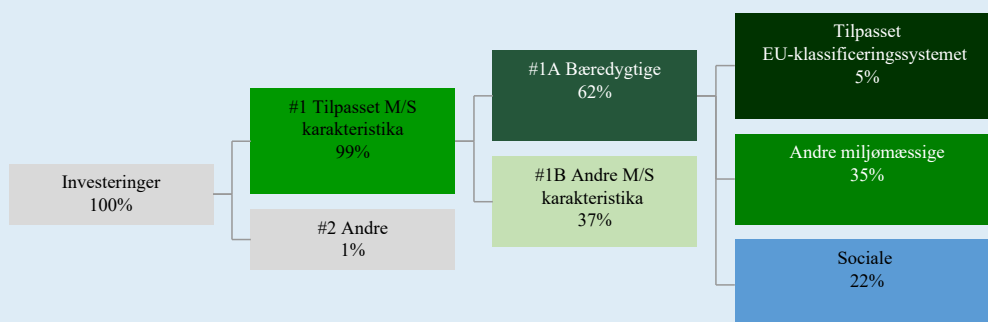 Investeringer
100%
#1 Tilpasset M/S
karakteristika
99%
#2 Andre
1%
#1A Bæredygtige
62%
#1B Andre M/S
karakteristika
37%
Tilpasset
EU-klassificeringssystemet
5%
Andre miljømæssige
35%
Sociale
22%